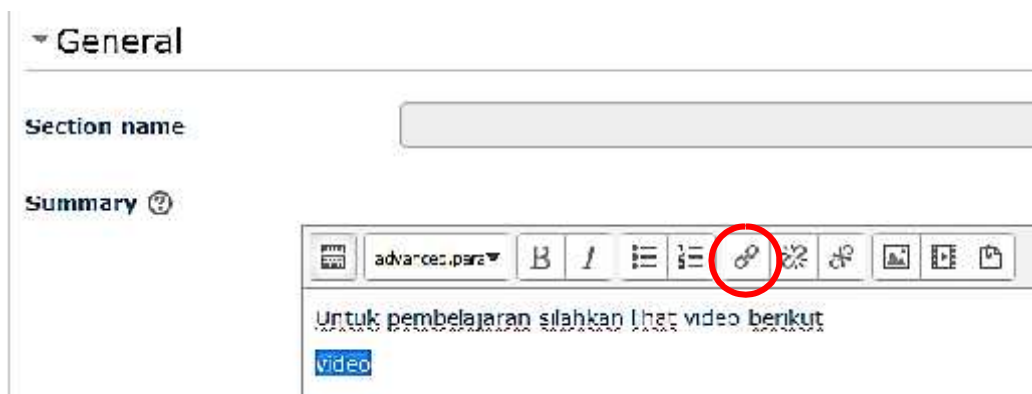 General
Section name
Summary
advanced.para
B I
Untuk pembelajaran silahkan lihat video berikut
video